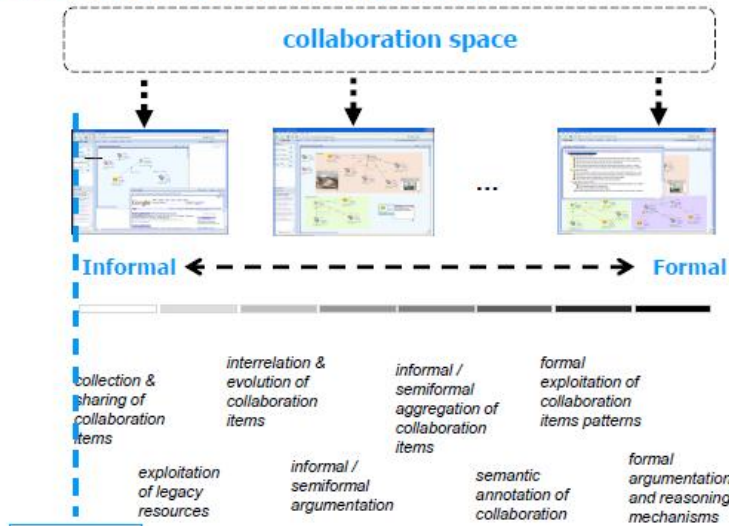 collaboration space
...
Informal
Formal
collection &
sharing of
collaboration
items
interrelation &
evolution of
collaboration
items
informal /
semiformal
aggregation of
collaboration
items
formal
exploitation of
collaboration
items patterns
exploitation
of legacy
resources
informal /
semiformal
argumentation
semantic
annotation of
collaboration
formal
argumentation
and reasoning
mechanisms